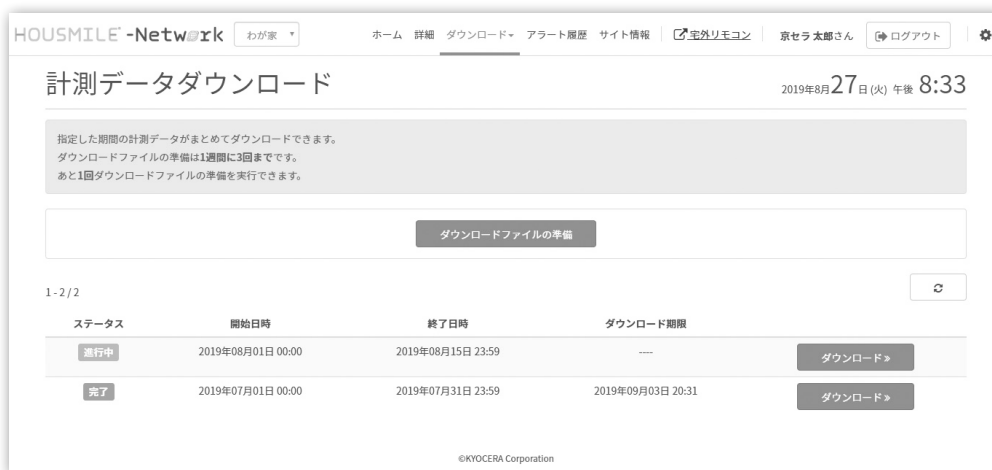 HOUSMILE-Network わが家 ホーム 詳細 ダウンロード アラート履歴 サイト情報 宅外リモコン 京セラ 太郎さん ログアウト
計測データダウンロード 2019年8月27日(火) 午後 8:33
指定した期間の計測データがまとめてダウンロードできます。
ダウンロードファイルの準備は1週間に3回までです。
あと1回ダウンロードファイルの準備を実行できます。
ダウンロードファイルの準備
1 - 2 / 2
ステータス 開始日時 終了日時 ダウンロード期限
進行中 2019年08月01日 00:00 2019年08月15日 23:59 ---- ダウンロード »
完了 2019年07月01日 00:00 2019年07月31日 23:59 2019年09月03日 20:31 ダウンロード »
©KYOCERA Corporation